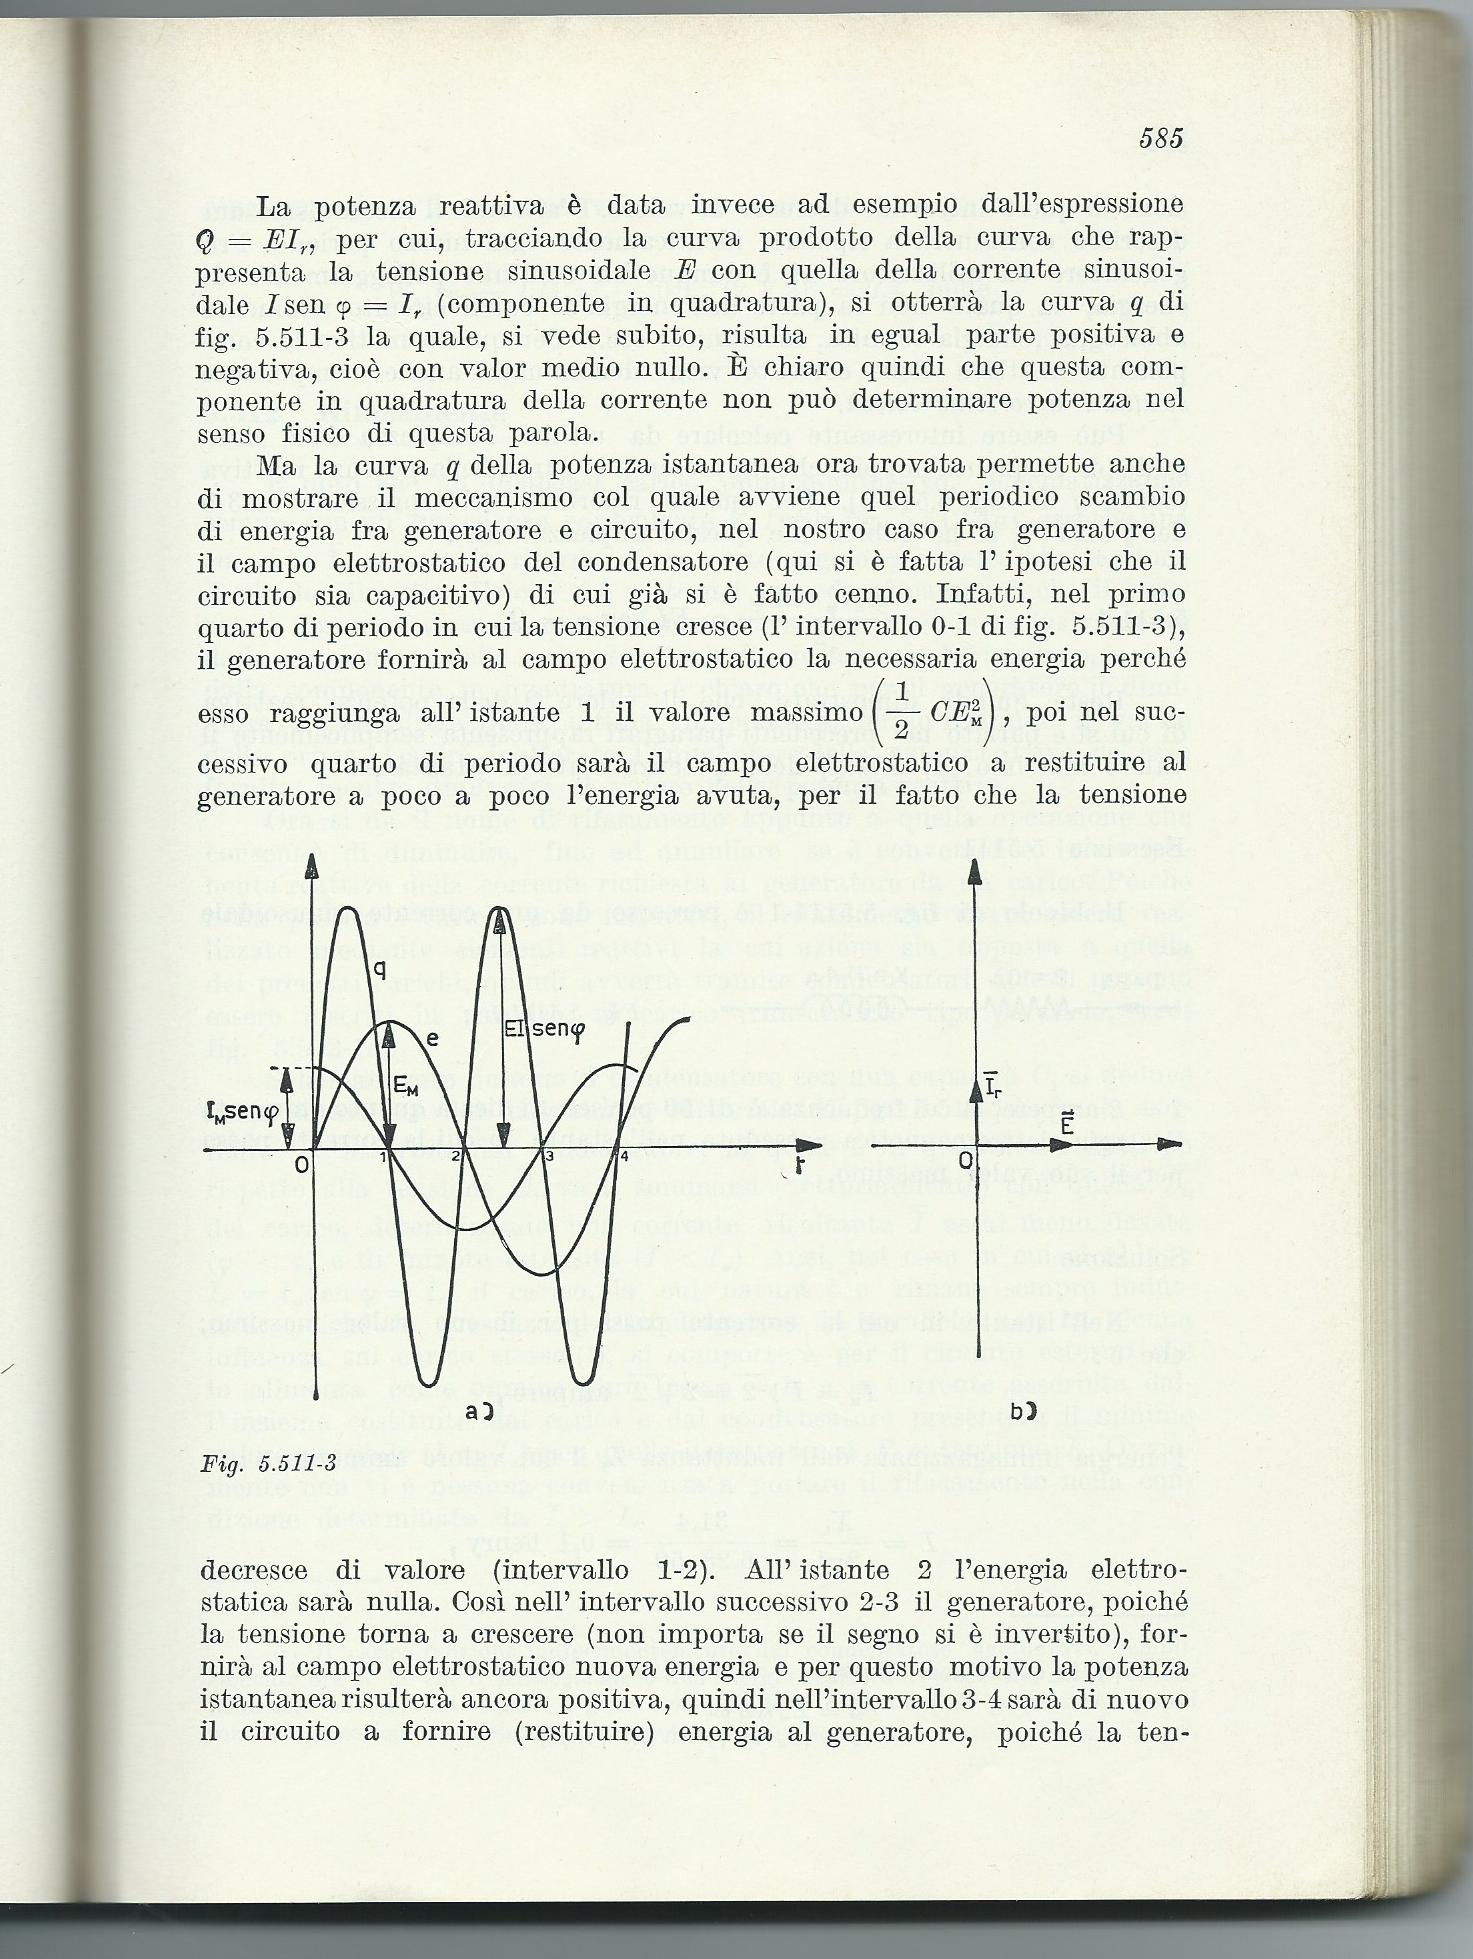 585
La potenza reattiva è data invece ad esempio dall'espressione
Q = EIr, per cui, tracciando la curva prodotto della curva che rap-
presenta la tensione sinusoidale E con quella della corrente sinusoi-
dale I sen φ = Ir (componente in quadratura), si otterrà la curva q di
fig. 5.511-3 la quale, si vede subito, risulta in egual parte positiva e
negativa, cioè con valor medio nullo. È chiaro quindi che questa com-
ponente in quadratura della corrente non può determinare potenza nel
senso fisico di questa parola.
Ma la curva q della potenza istantanea ora trovata permette anche
di mostrare il meccanismo col quale avviene quel periodico scambio
di energia fra generatore e circuito, nel nostro caso fra generatore e
il campo elettrostatico del condensatore (qui si è fatta l' ipotesi che il
circuito sia capacitivo) di cui già si è fatto cenno. Infatti, nel primo
quarto di periodo in cui la tensione cresce (l' intervallo 0-1 di fig. 5.511-3),
il generatore fornirà al campo elettrostatico la necessaria energia perché
esso raggiunga all' istante 1 il valore massimo (1/2 CE²M), poi nel suc-
cessivo quarto di periodo sarà il campo elettrostatico a restituire al
generatore a poco a poco l'energia avuta, per il fatto che la tensione
q
e
EI senφ
EM
IM senφ
0 1 2 3 4 t
a)
Ir
E
0
b)
Fig. 5.511-3
decresce di valore (intervallo 1-2). All' istante 2 l'energia elettro-
statica sarà nulla. Così nell' intervallo successivo 2-3 il generatore, poiché
la tensione torna a crescere (non importa se il segno si è invertito), for-
nirà al campo elettrostatico nuova energia e per questo motivo la potenza
istantanea risulterà ancora positiva, quindi nell'intervallo 3-4 sarà di nuovo
il circuito a fornire (restituire) energia al generatore, poiché la ten-